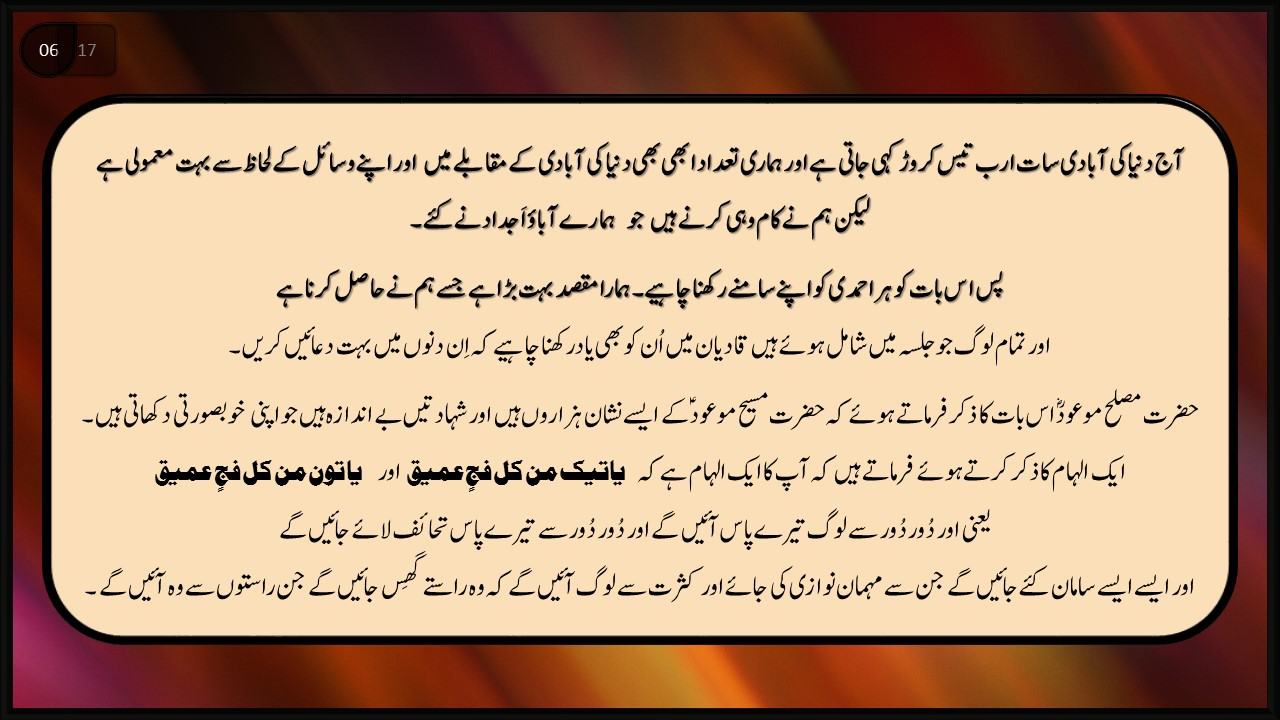 06 17
آج دنیا کی آبادی سات ارب تیس کروڑ کہی جاتی ہے اور ہماری تعداد ابھی بھی دنیا کی آبادی کے مقابلے میں اور اپنے وسائل کے لحاظ سے بہت معمولی ہے
لیکن ہم نے کام وہی کرنے ہیں جو ہمارے آباؤ اَجداد نے کئے۔
پس اس بات کو ہر احمدی کو اپنے سامنے رکھنا چاہیے۔ ہمارا مقصد بہت بڑا ہے جسے ہم نے حاصل کرنا ہے
اور تمام لوگ جو جلسہ میں شامل ہوئے ہیں قادیان میں اُن کو بھی یاد رکھنا چاہیے کہ اِن دنوں میں بہت دعائیں کریں۔
حضرت مصلح موعودؓ اس بات کا ذکر فرماتے ہوئے کہ حضرت مسیح موعودؑ کے ایسے نشان ہزاروں ہیں اور شہادتیں بے اندازہ ہیں جو اپنی خوبصورتی دکھاتی ہیں۔
ایک الہام کا ذکر کرتے ہوئے فرماتے ہیں کہ آپ کا ایک الہام ہے کہ یاتیک من کل فجٍ عمیق اور یاتون من کل فجٍ عمیق
یعنی اور دُور دُور سے لوگ تیرے پاس آئیں گے اور دُور دُور سے تیرے پاس تحائف لائے جائیں گے
اور ایسے ایسے سامان کئے جائیں گے جن سے مہمان نوازی کی جائے اور کثرت سے لوگ آئیں گے کہ وہ راستے گھِس جائیں گے جن راستوں سے وہ آئیں گے۔